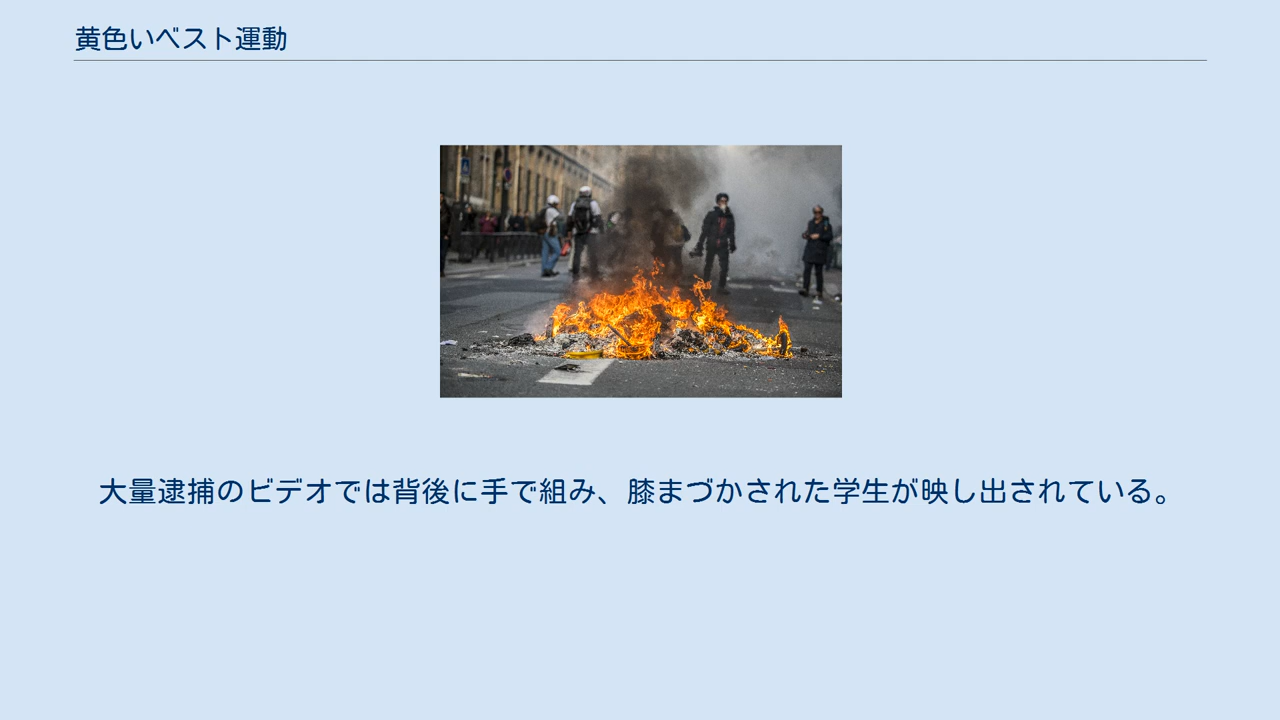 黄色いベスト運動
大量逮捕のビデオでは背後に手で組み、膝まづかされた学生が映し出されている。